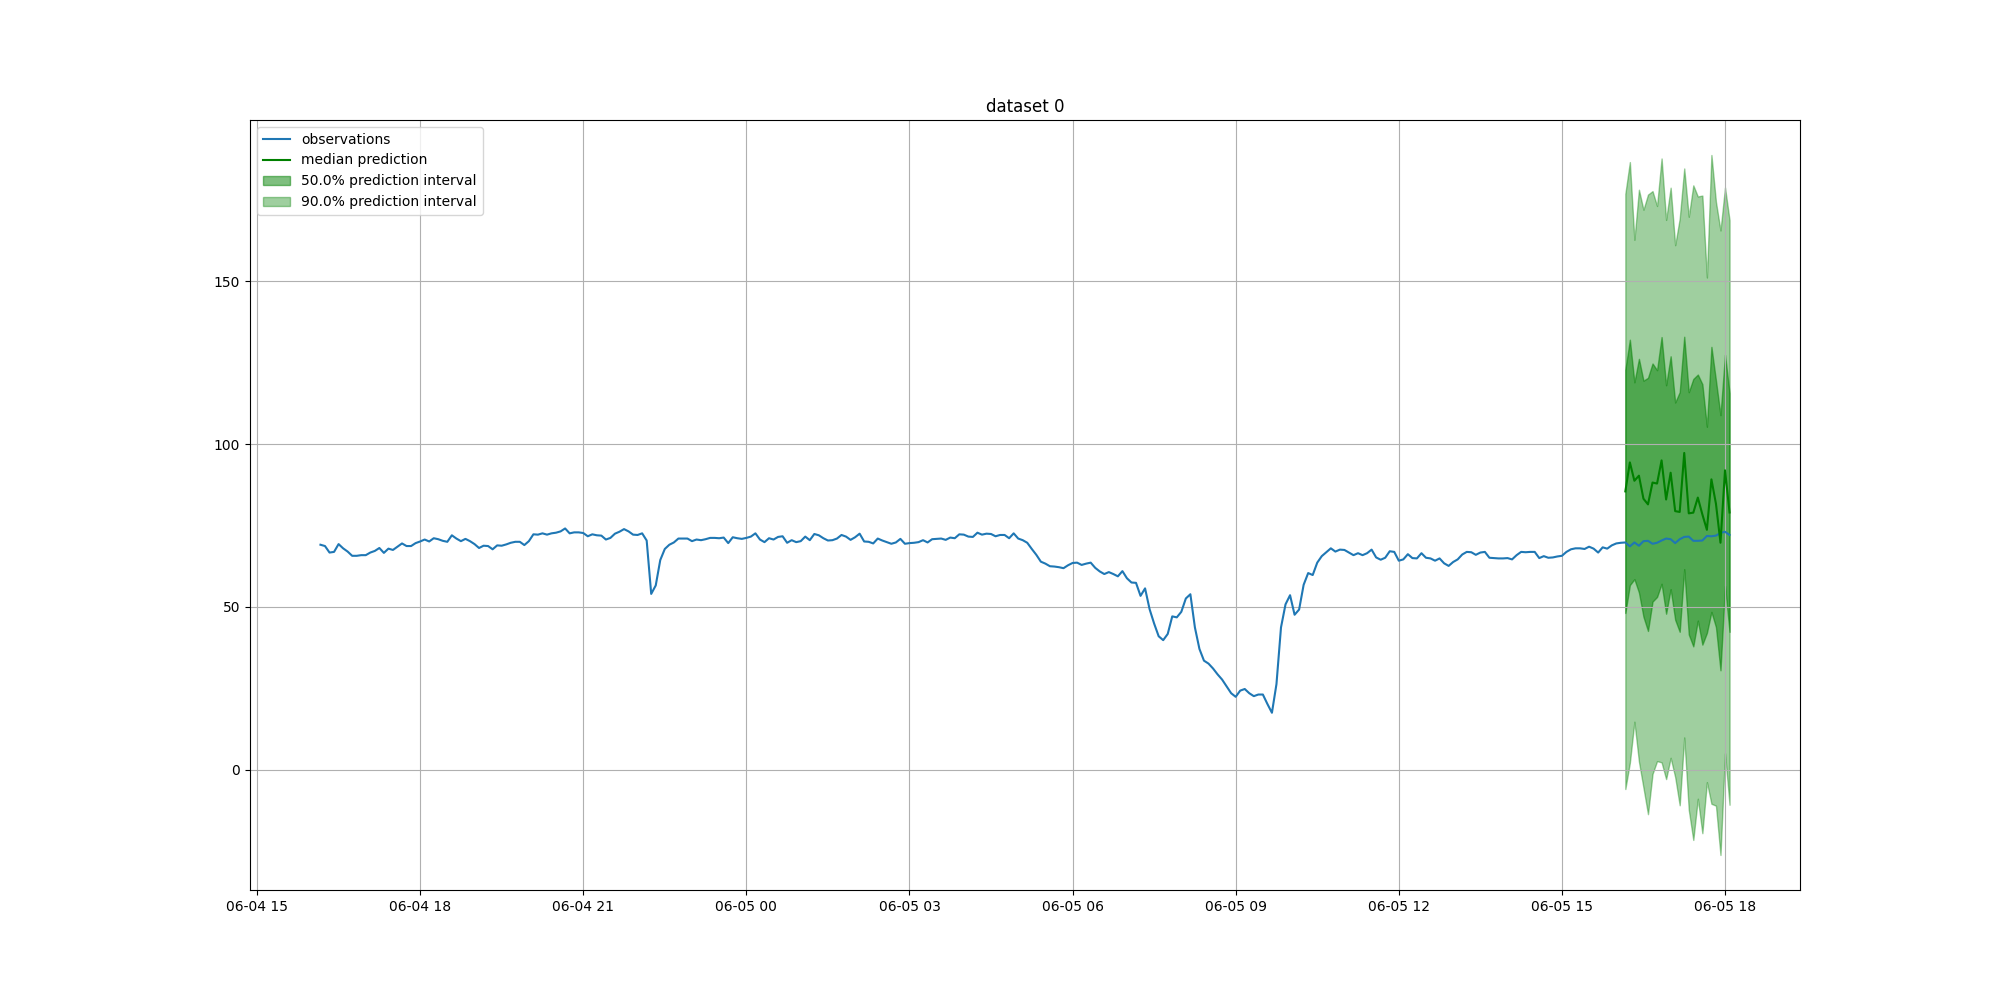 dataset 0
observations
median prediction
50.0% prediction interval
90.0% prediction interval
150
100
50
0
06-04 15
06-04 18
06-04 21
06-05 00
06-05 03
06-05 06
06-05 09
06-05 12
06-05 15
06-05 18